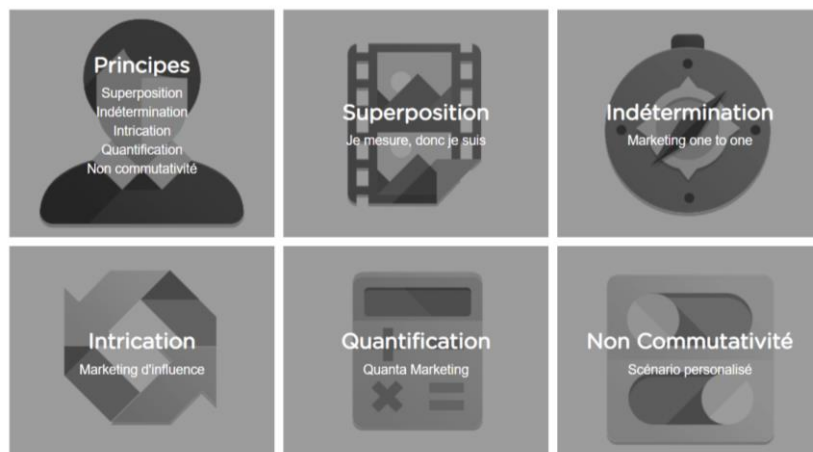 Principes
Superposition
Indétermination
Intrication
Quantification
Non commutativité
Superposition
Je mesure, donc je suis
Indétermination
Marketing one to one
Intrication
Marketing d'influence
Quantification
Quanta Marketing
Non Commutativité
Scénario personalisé